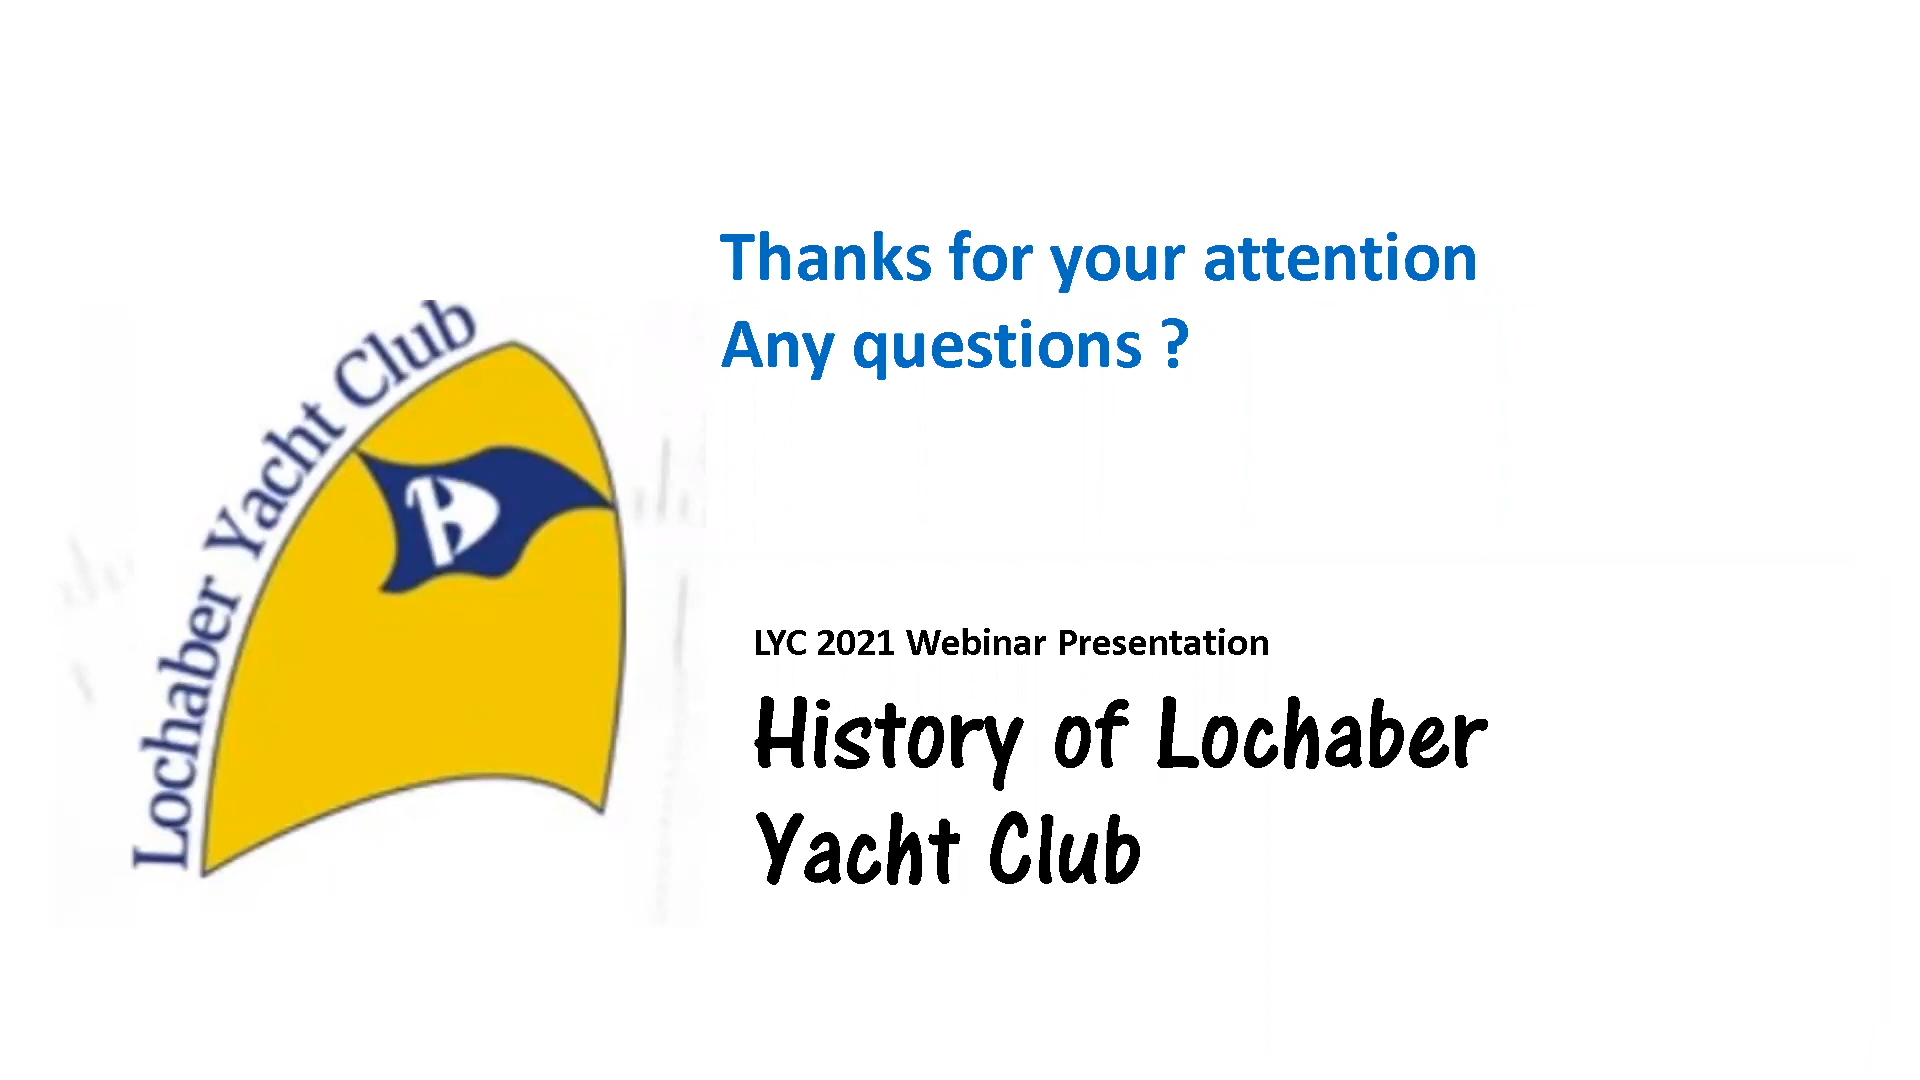 Thanks for your attention
Any questions ?
Lochaber Yacht Club
LYC 2021 Webinar Presentation
History of Lochaber
Yacht Club